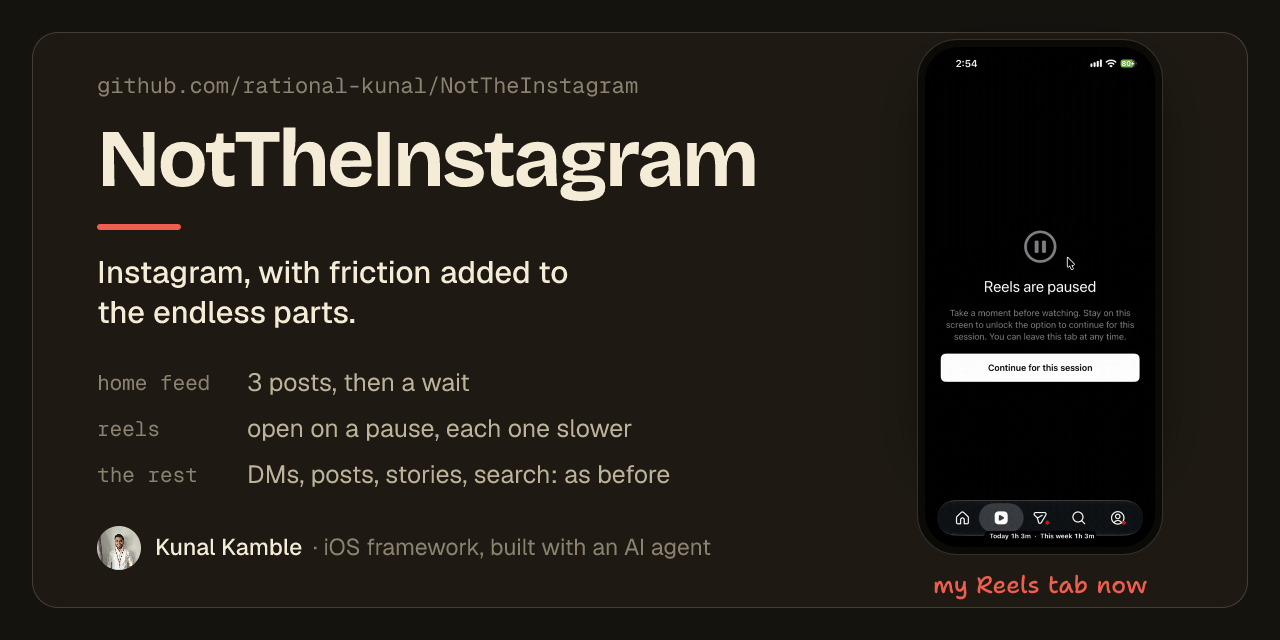 github.com/rational-kunal/NotTheInstagram
NotTheInstagram
Instagram, with friction added to
the endless parts.
home feed 3 posts, then a wait
reels open on a pause, each one slower
the rest DMs, posts, stories, search: as before
Kunal Kamble · iOS framework, built with an AI agent
2:54
80+
Reels are paused
Take a moment before watching. Stay on this
screen to unlock the option to continue for this
session. You can leave this tab at any time.
Continue for this session
Today 1h 3m · This week 1h 3m
my Reels tab now